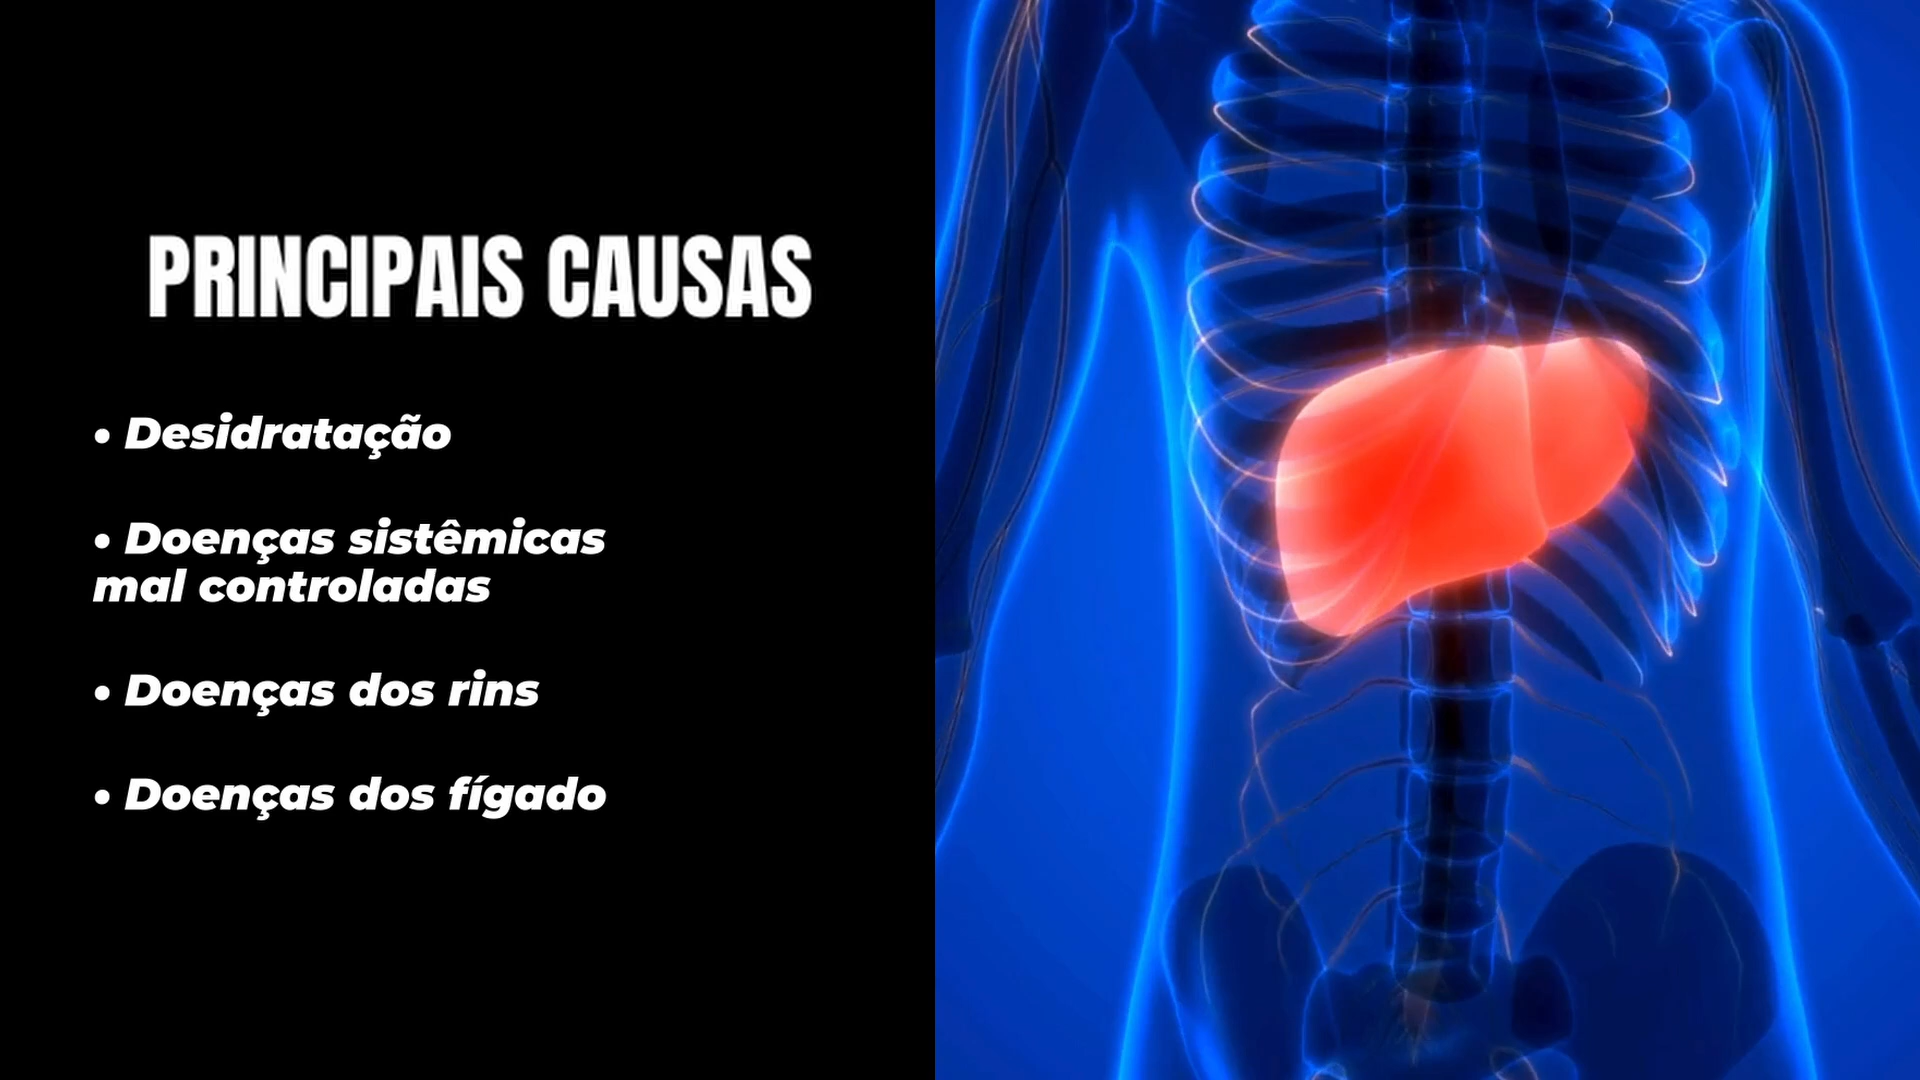 PRINCIPAIS CAUSAS
• Desidratação
• Doenças sistêmicas
mal controladas
• Doenças dos rins
• Doenças dos fígado